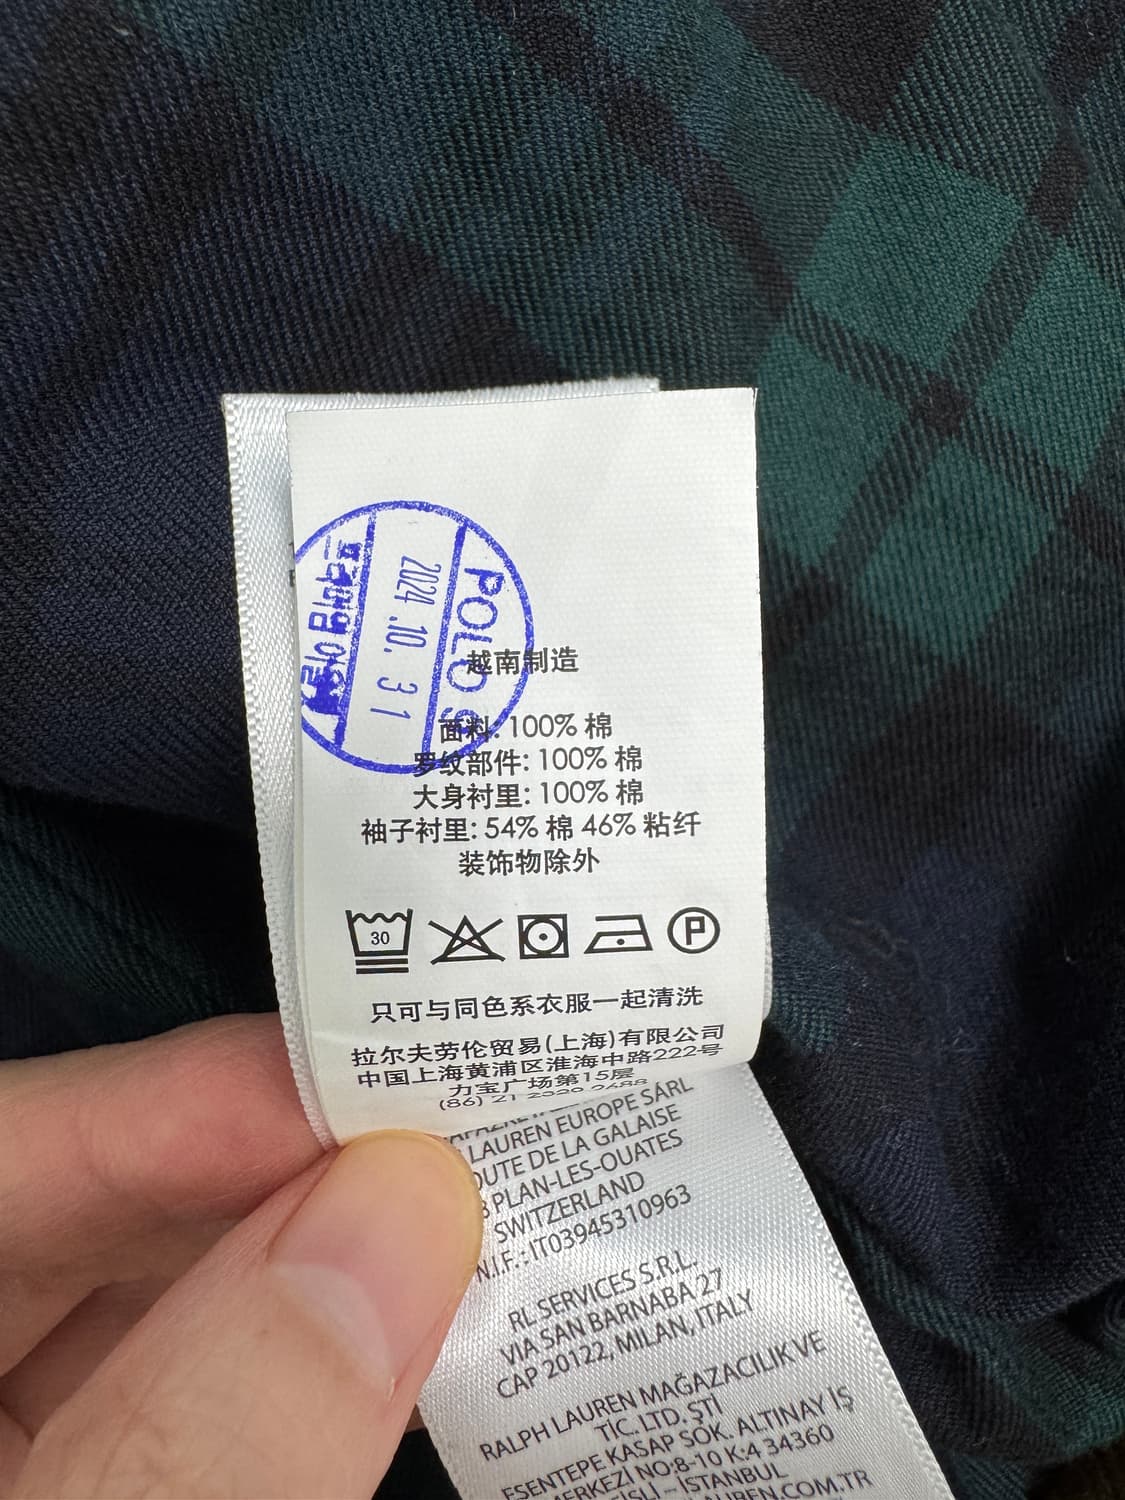 POLO
2024.10.31
越南制造
面料: 100% 棉
罗纹部件: 100% 棉
大身衬里: 100% 棉
袖子衬里: 54% 棉 46% 粘纤
装饰物除外
30
P
只可与同色系衣服一起清洗
拉尔夫劳伦贸易(上海)有限公司
中国上海黄浦区淮海中路222号
力宝广场第15层
(86) 21
LAUREN EUROPE SÁRL
DE LA GALAISE
PLAN-LES-OUATES
SWITZERLAND
N.I.F.: IT03945310963
RL SERVICES S.R.L.
VIA SAN BARNABA 27
CAP 20122, MILAN, ITALY
RALPH LAUREN MAĞAZACILIK VE
TİC. LTD. ŞTİ
ESENTEPE KASAP SOK. ALTINAY İŞ
MERKEZİ NO:8-10 K:4 34360
İSTANBUL